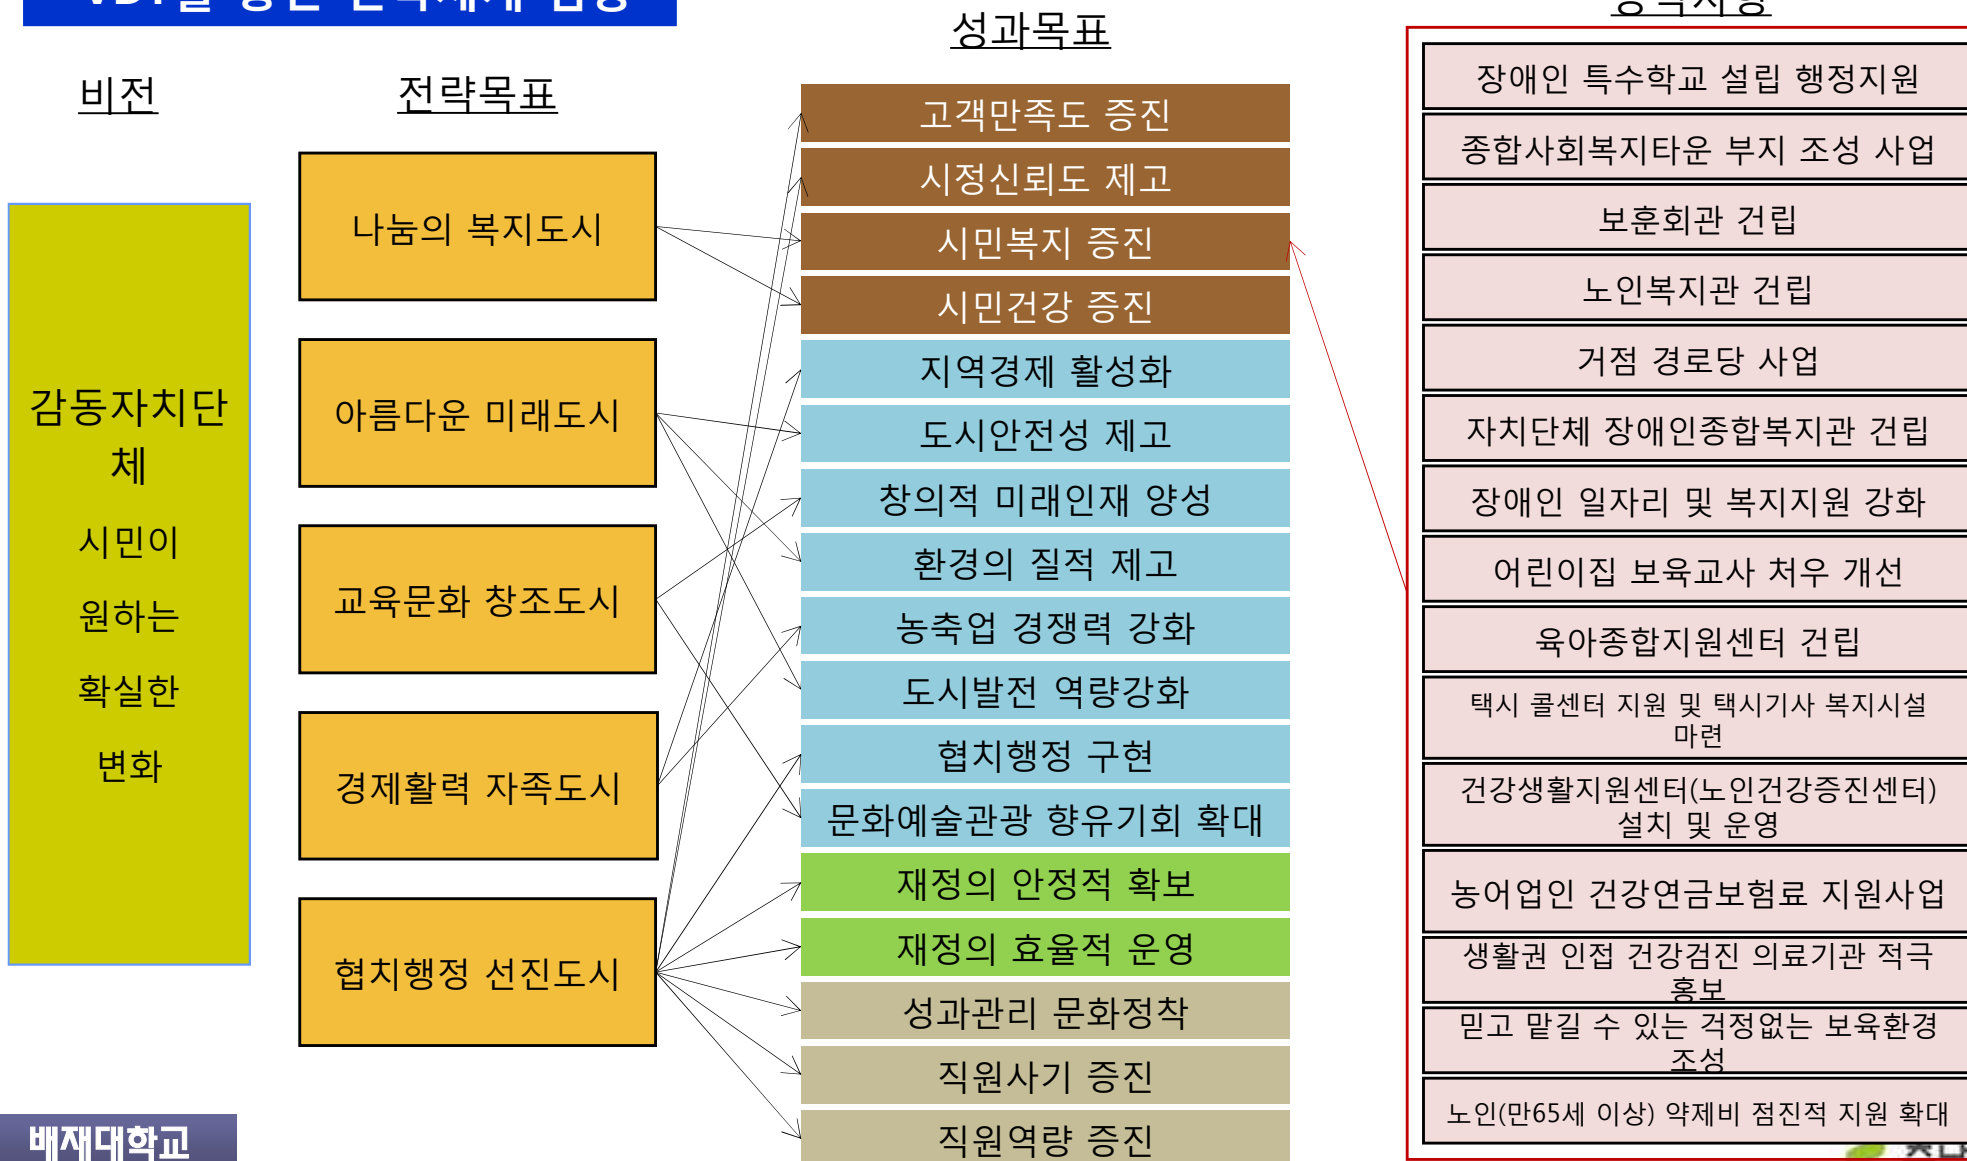 성과목표
비전
전략목표
감동자치단
체
시민이
원하는
확실한
변화
나눔의 복지도시
아름다운 미래도시
교육문화 창조도시
경제활력 자족도시
협치행정 선진도시
고객만족도 증진
시정신뢰도 제고
시민복지 증진
시민건강 증진
지역경제 활성화
도시안전성 제고
창의적 미래인재 양성
환경의 질적 제고
농축업 경쟁력 강화
도시발전 역량강화
협치행정 구현
문화예술관광 향유기회 확대
재정의 안정적 확보
재정의 효율적 운영
성과관리 문화정착
직원사기 증진
직원역량 증진
장애인 특수학교 설립 행정지원
종합사회복지타운 부지 조성 사업
보훈회관 건립
노인복지관 건립
거점 경로당 사업
자치단체 장애인종합복지관 건립
장애인 일자리 및 복지지원 강화
어린이집 보육교사 처우 개선
육아종합지원센터 건립
택시 콜센터 지원 및 택시기사 복지시설
마련
건강생활지원센터(노인건강증진센터)
설치 및 운영
농어업인 건강연금보험료 지원사업
생활권 인접 건강검진 의료기관 적극
홍보
믿고 맡길 수 있는 걱정없는 보육환경
조성
노인(만65세 이상) 약제비 점진적 지원 확대
배재대학교